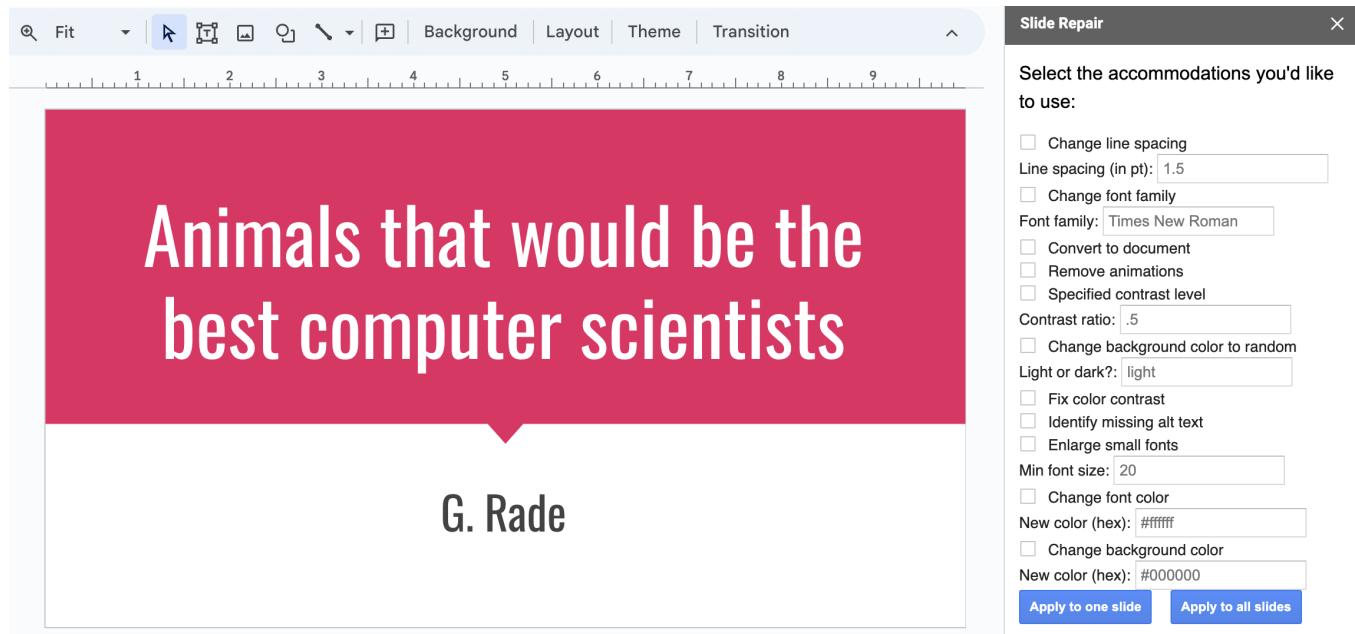 Fit
Background
Layout
Theme
Transition
1 2 3 4 5 6 7 8 9
Animals that would be the
best computer scientists
G. Rade
Slide Repair
Select the accommodations you'd like
to use:
Change line spacing
Line spacing (in pt): 1.5
Change font family
Font family: Times New Roman
Convert to document
Remove animations
Specified contrast level
Contrast ratio: .5
Change background color to random
Light or dark?: light
Fix color contrast
Identify missing alt text
Enlarge small fonts
Min font size: 20
Change font color
New color (hex): #ffffff
Change background color
New color (hex): #000000
Apply to one slide
Apply to all slides